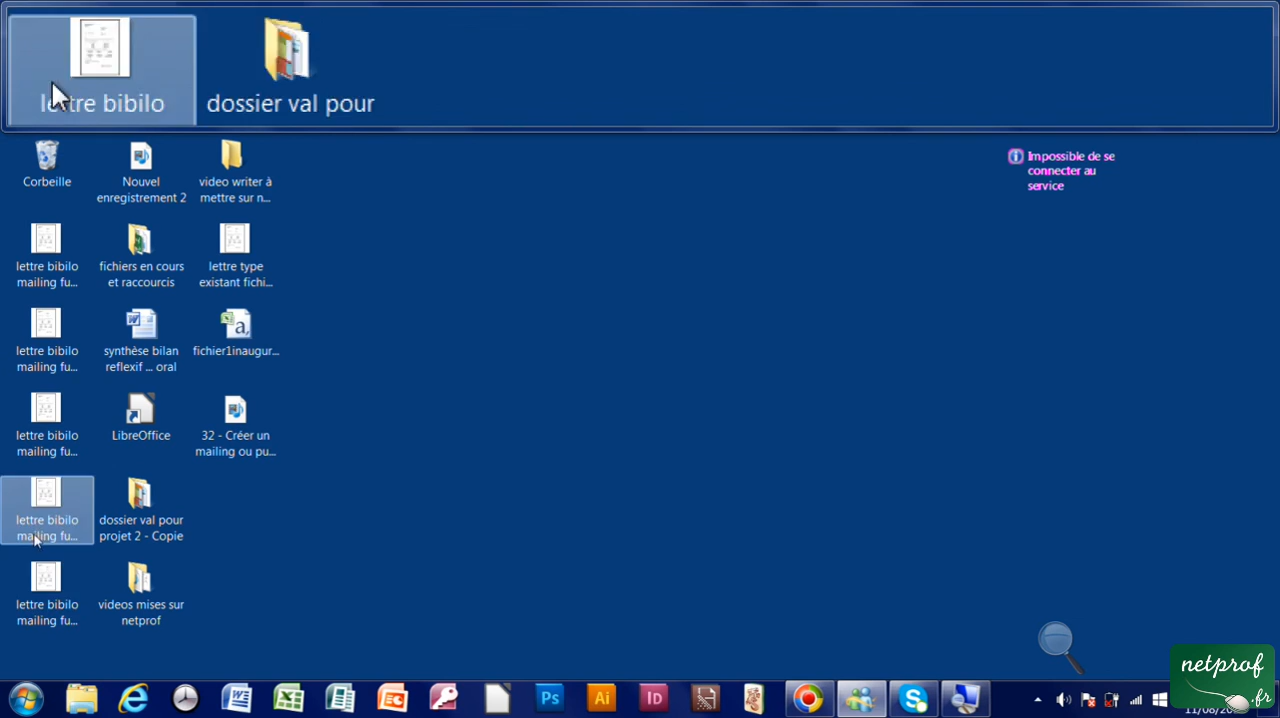 lettre bibilo
dossier val pour
Corbeille
Nouvel
enregistrement 2
video writer à
mettre sur n...
Impossible de se
connecter au
service
lettre bibilo
mailing fu...
fichiers en cours
et raccourcis
lettre type
existant fichi...
lettre bibilo
mailing fu...
synthèse bilan
reflexif ... oral
fichier1inaugur...
lettre bibilo
mailing fu...
LibreOffice
32 - Créer un
mailing ou pu...
lettre bibilo
mailing fu...
dossier val pour
projet 2 - Copie
lettre bibilo
mailing fu...
videos mises sur
netprof
Ps
Ai
Id
netprof
.fr